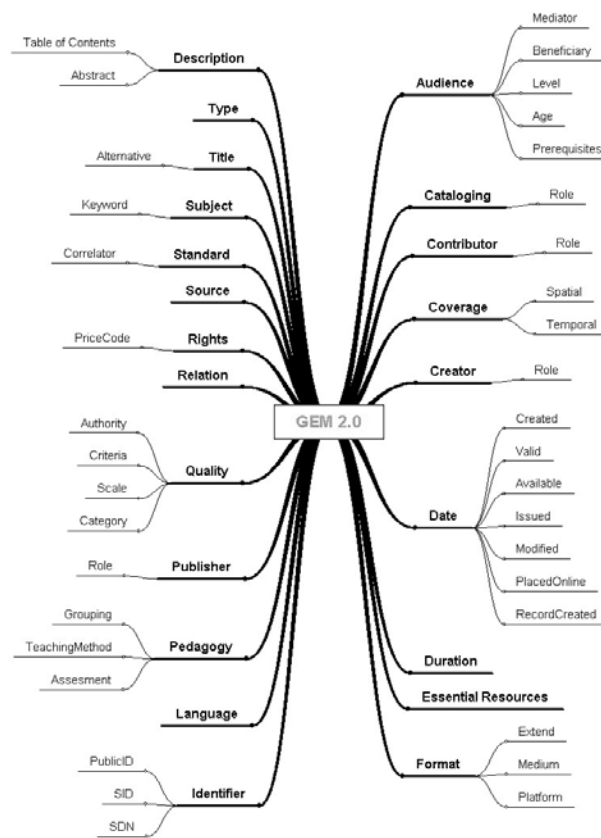 Table of Contents
Abstract
Description
Type
Alternative
Title
Keyword
Subject
Correlator
Standard
Source
PriceCode
Rights
Relation
Authority
Criteria
Scale
Category
Quality
Role
Publisher
Grouping
TeachingMethod
Assesment
Pedagogy
Language
PublicID
SID
SDN
Identifier
GEM 2.0
Audience
Mediator
Beneficiary
Level
Age
Prerequisites
Cataloging
Role
Contributor
Role
Coverage
Spatial
Temporal
Creator
Role
Date
Created
Valid
Available
Issued
Modified
PlacedOnline
RecordCreated
Duration
Essential Resources
Format
Extend
Medium
Platform